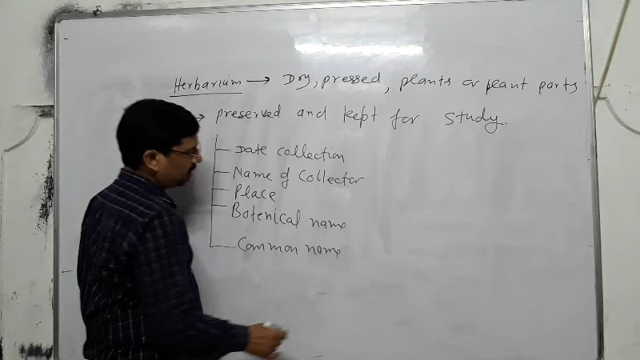 Herbarium → Dry, pressed, plants or plant parts
→ preserved and kept for study.
Date collection
Name of Collector
Place
Botenical name
Common name